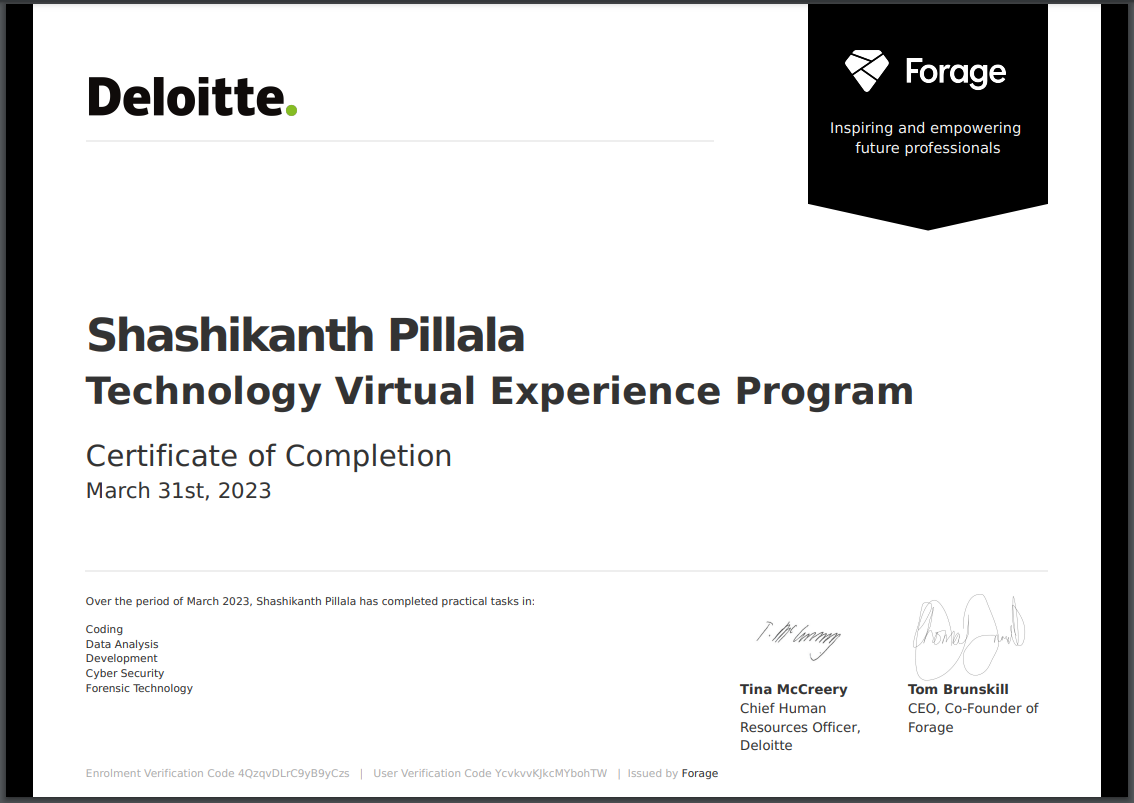 Deloitte.
Forage
Inspiring and empowering
future professionals
Shashikanth Pillala
Technology Virtual Experience Program
Certificate of Completion
March 31st, 2023
Over the period of March 2023, Shashikanth Pillala has completed practical tasks in:
Coding
Data Analysis
Development
Cyber Security
Forensic Technology
Tina McCreery
Chief Human
Resources Officer,
Deloitte
Tom Brunskill
CEO, Co-Founder of
Forage
Enrolment Verification Code 4QzqvDLrC9yB9yCzs | User Verification Code YcvkvvKJkcMYbohTW | Issued by Forage